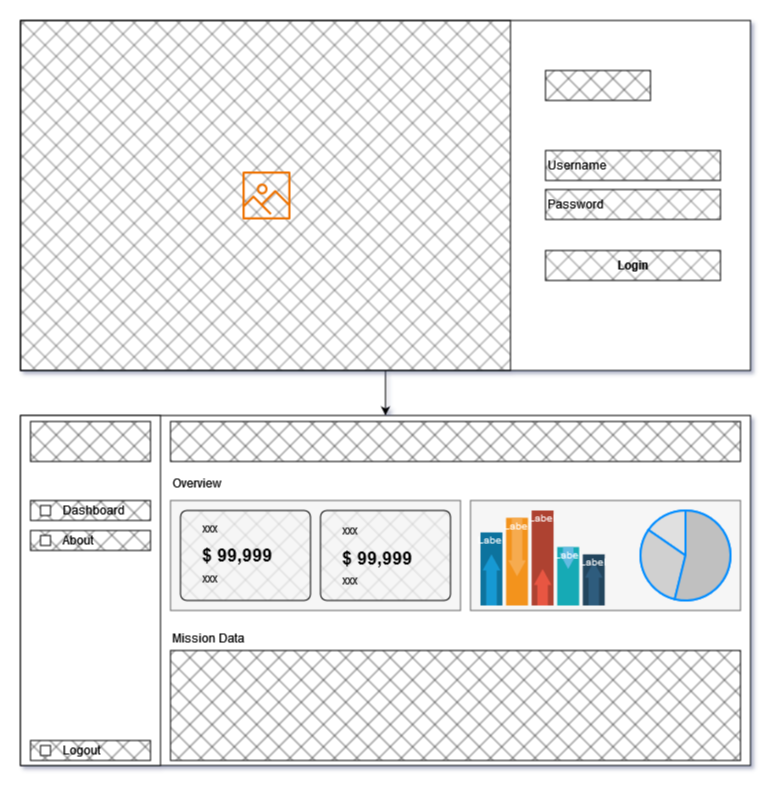 Username
Password
Login
Dashboard
About
Logout
Overview
xxx
$ 99,999
xxx
xxx
$ 99,999
xxx
Labe
Labe
Labe
Labe
Labe
Mission Data